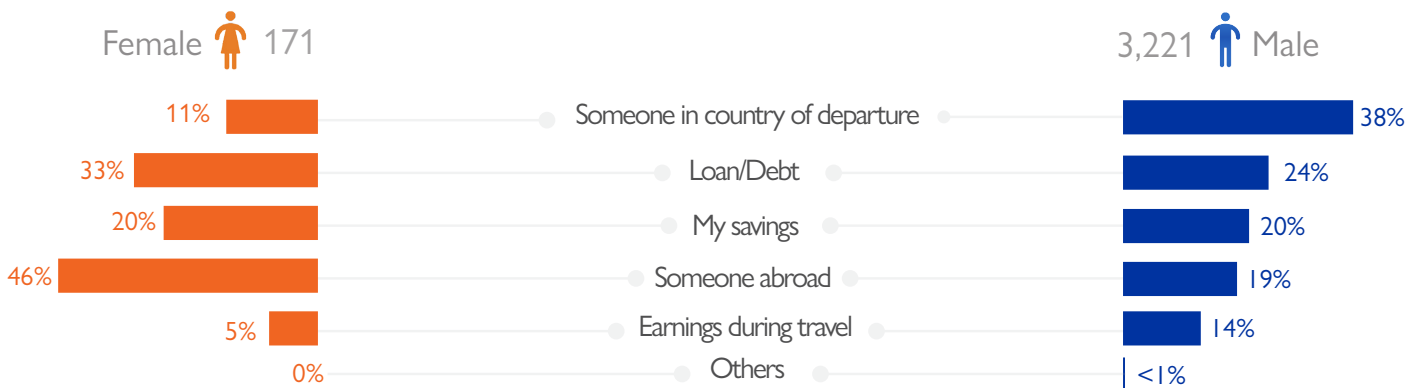 Female 171 3,221 Male
11% Someone in country of departure 38%
33% Loan/Debt 24%
20% My savings 20%
46% Someone abroad 19%
5% Earnings during travel 14%
0% Others <1%